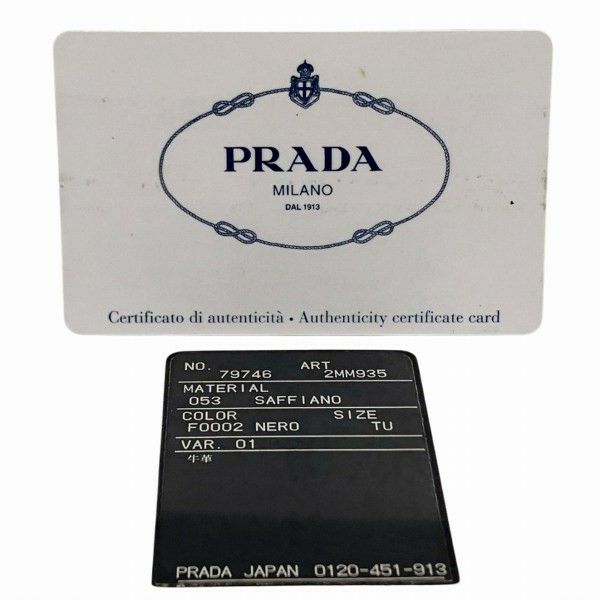 PRADA
MILANO
DAL 1913
Certificato di autenticità • Authenticity certificate card
NO. ART
79746 2MM935
MATERIAL
053 SAFFIANO
COLOR SIZE
F0002 NERO TU
VAR. 01
牛革
PRADA JAPAN 0120-451-913